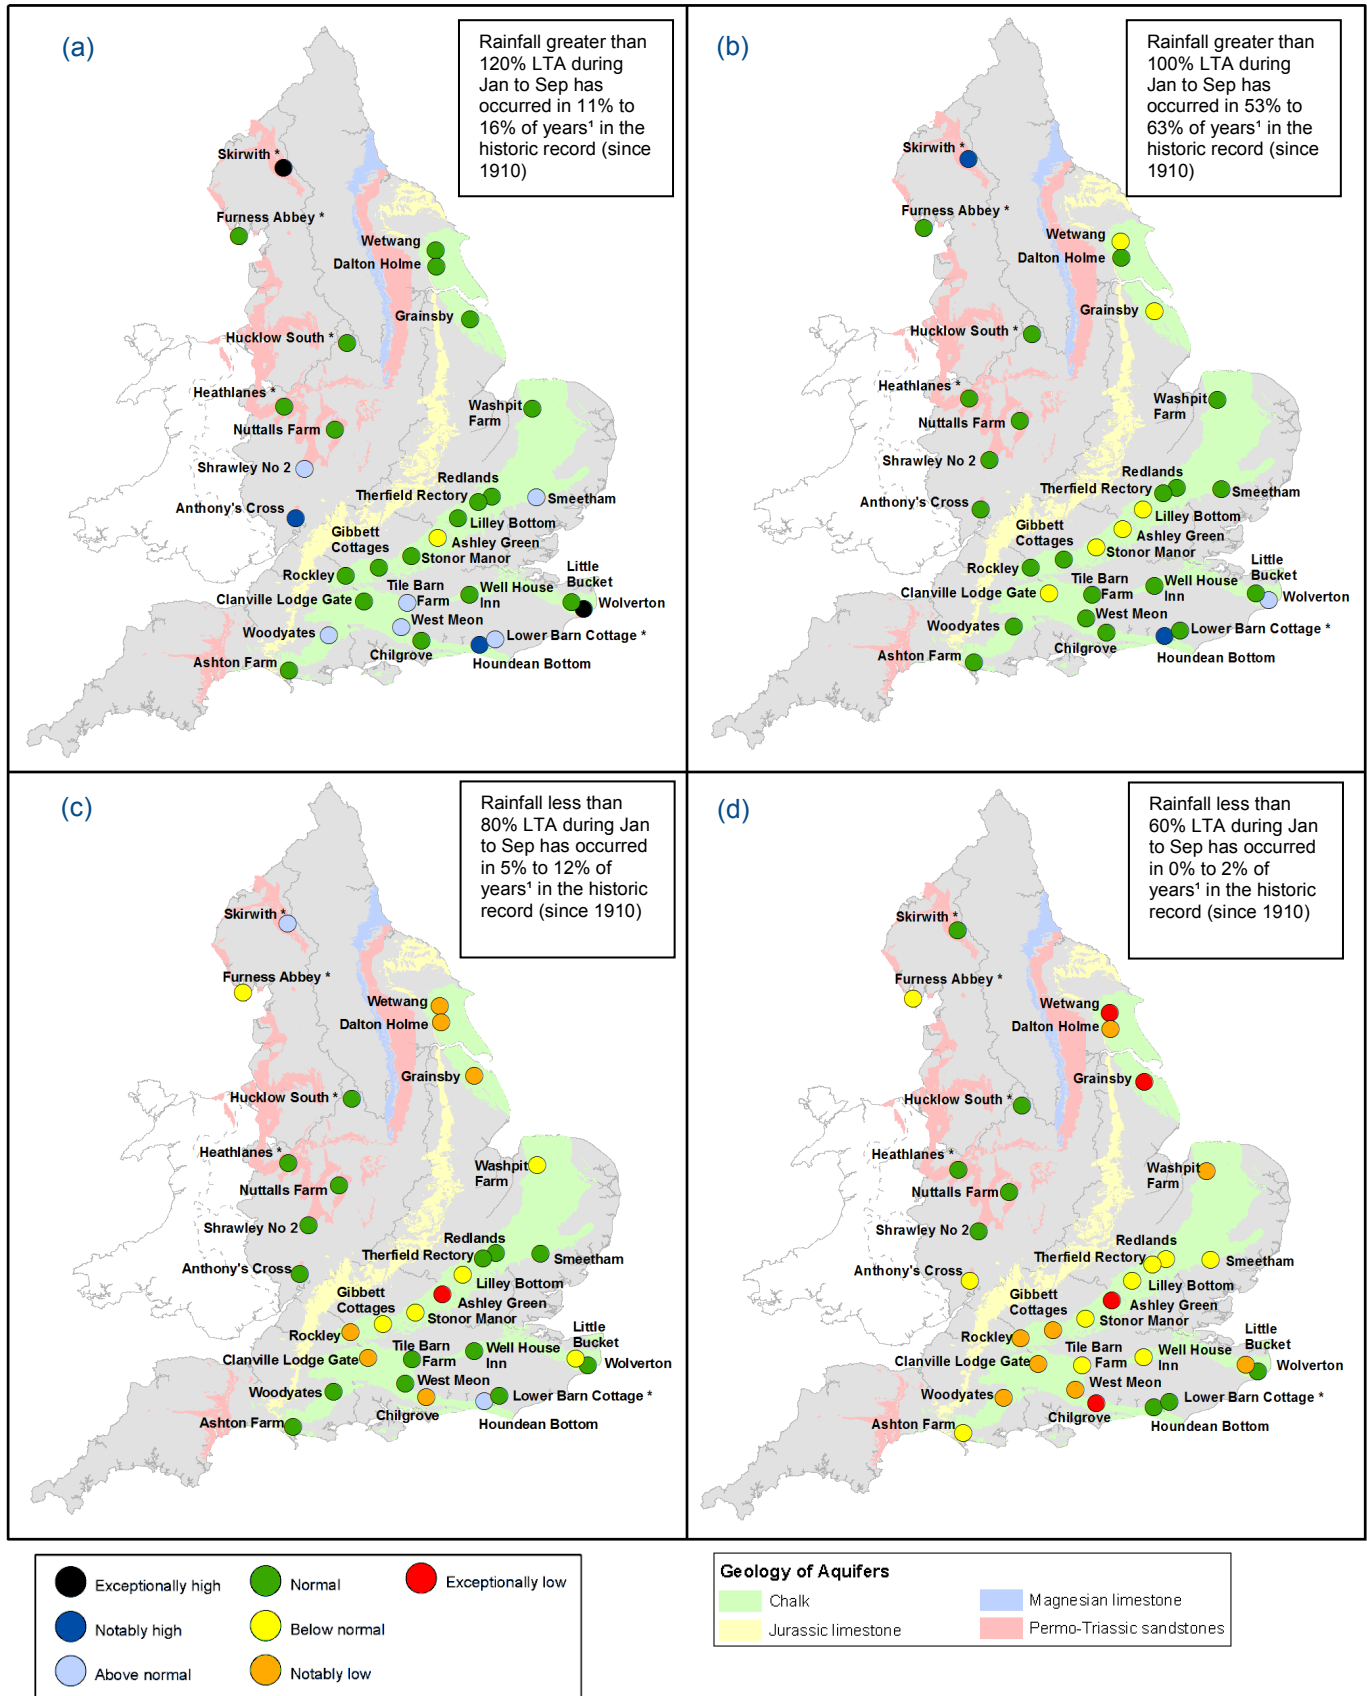 (a)
Rainfall greater than
120% LTA during
Jan to Sep has
occurred in 11% to
16% of years¹ in the
historic record (since
1910)
Skirwith *
Furness Abbey *
Wetwang
Dalton Holme
Grainsby
Hucklow South *
Heathlanes *
Washpit
Farm
Nuttalls Farm
Shrawley No 2
Redlands
Therfield Rectory
Smeetham
Anthony's Cross
Lilley Bottom
Gibbett
Cottages
Ashley Green
Stonor Manor
Little
Bucket
Rockley
Tile Barn
Farm
Well House
Inn
Clanville Lodge Gate
Wolverton
West Meon
Woodyates
Lower Barn Cottage *
Chilgrove
Ashton Farm
Houndean Bottom
(b)
Rainfall greater than
100% LTA during
Jan to Sep has
occurred in 53% to
63% of years¹ in the
historic record (since
1910)
Skirwith *
Furness Abbey *
Wetwang
Dalton Holme
Grainsby
Hucklow South *
Heathlanes *
Washpit
Farm
Nuttalls Farm
Shrawley No 2
Redlands
Therfield Rectory
Smeetham
Anthony's Cross
Lilley Bottom
Gibbett
Cottages
Ashley Green
Stonor Manor
Little
Bucket
Rockley
Tile Barn
Farm
Well House
Inn
Clanville Lodge Gate
Wolverton
West Meon
Woodyates
Lower Barn Cottage *
Chilgrove
Ashton Farm
Houndean Bottom
(c)
Rainfall less than
80% LTA during Jan
to Sep has occurred
in 5% to 12% of
years¹ in the historic
record (since 1910)
Skirwith *
Furness Abbey *
Wetwang
Dalton Holme
Grainsby
Hucklow South *
Heathlanes *
Washpit
Farm
Nuttalls Farm
Shrawley No 2
Redlands
Therfield Rectory
Smeetham
Anthony's Cross
Lilley Bottom
Gibbett
Cottages
Ashley Green
Stonor Manor
Little
Bucket
Rockley
Tile Barn
Farm
Well House
Inn
Clanville Lodge Gate
Wolverton
West Meon
Woodyates
Lower Barn Cottage *
Chilgrove
Ashton Farm
Houndean Bottom
(d)
Rainfall less than
60% LTA during Jan
to Sep has occurred
in 0% to 2% of
years¹ in the historic
record (since 1910)
Skirwith *
Furness Abbey *
Wetwang
Dalton Holme
Grainsby
Hucklow South *
Heathlanes *
Washpit
Farm
Nuttalls Farm
Shrawley No 2
Redlands
Therfield Rectory
Smeetham
Anthony's Cross
Lilley Bottom
Gibbett
Cottages
Ashley Green
Stonor Manor
Little
Bucket
Rockley
Tile Barn
Farm
Well House
Inn
Clanville Lodge Gate
Wolverton
West Meon
Woodyates
Lower Barn Cottage *
Chilgrove
Ashton Farm
Houndean Bottom
Exceptionally high
Normal
Exceptionally low
Notably high
Below normal
Above normal
Notably low
Geology of Aquifers
Chalk
Magnesian limestone
Jurassic limestone
Permo-Triassic sandstones